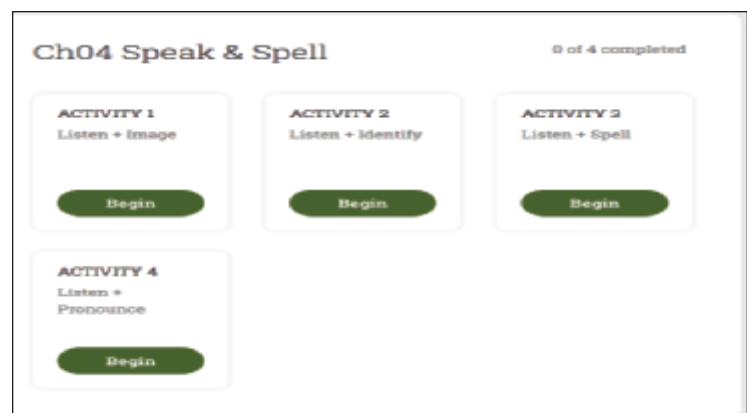 Ch04 Speak & Spell
0 of 4 completed
ACTIVITY 1
Listen + Image
Begin
ACTIVITY 2
Listen + Identify
Begin
ACTIVITY 3
Listen + Spell
Begin
ACTIVITY 4
Listen +
Pronounce
Begin